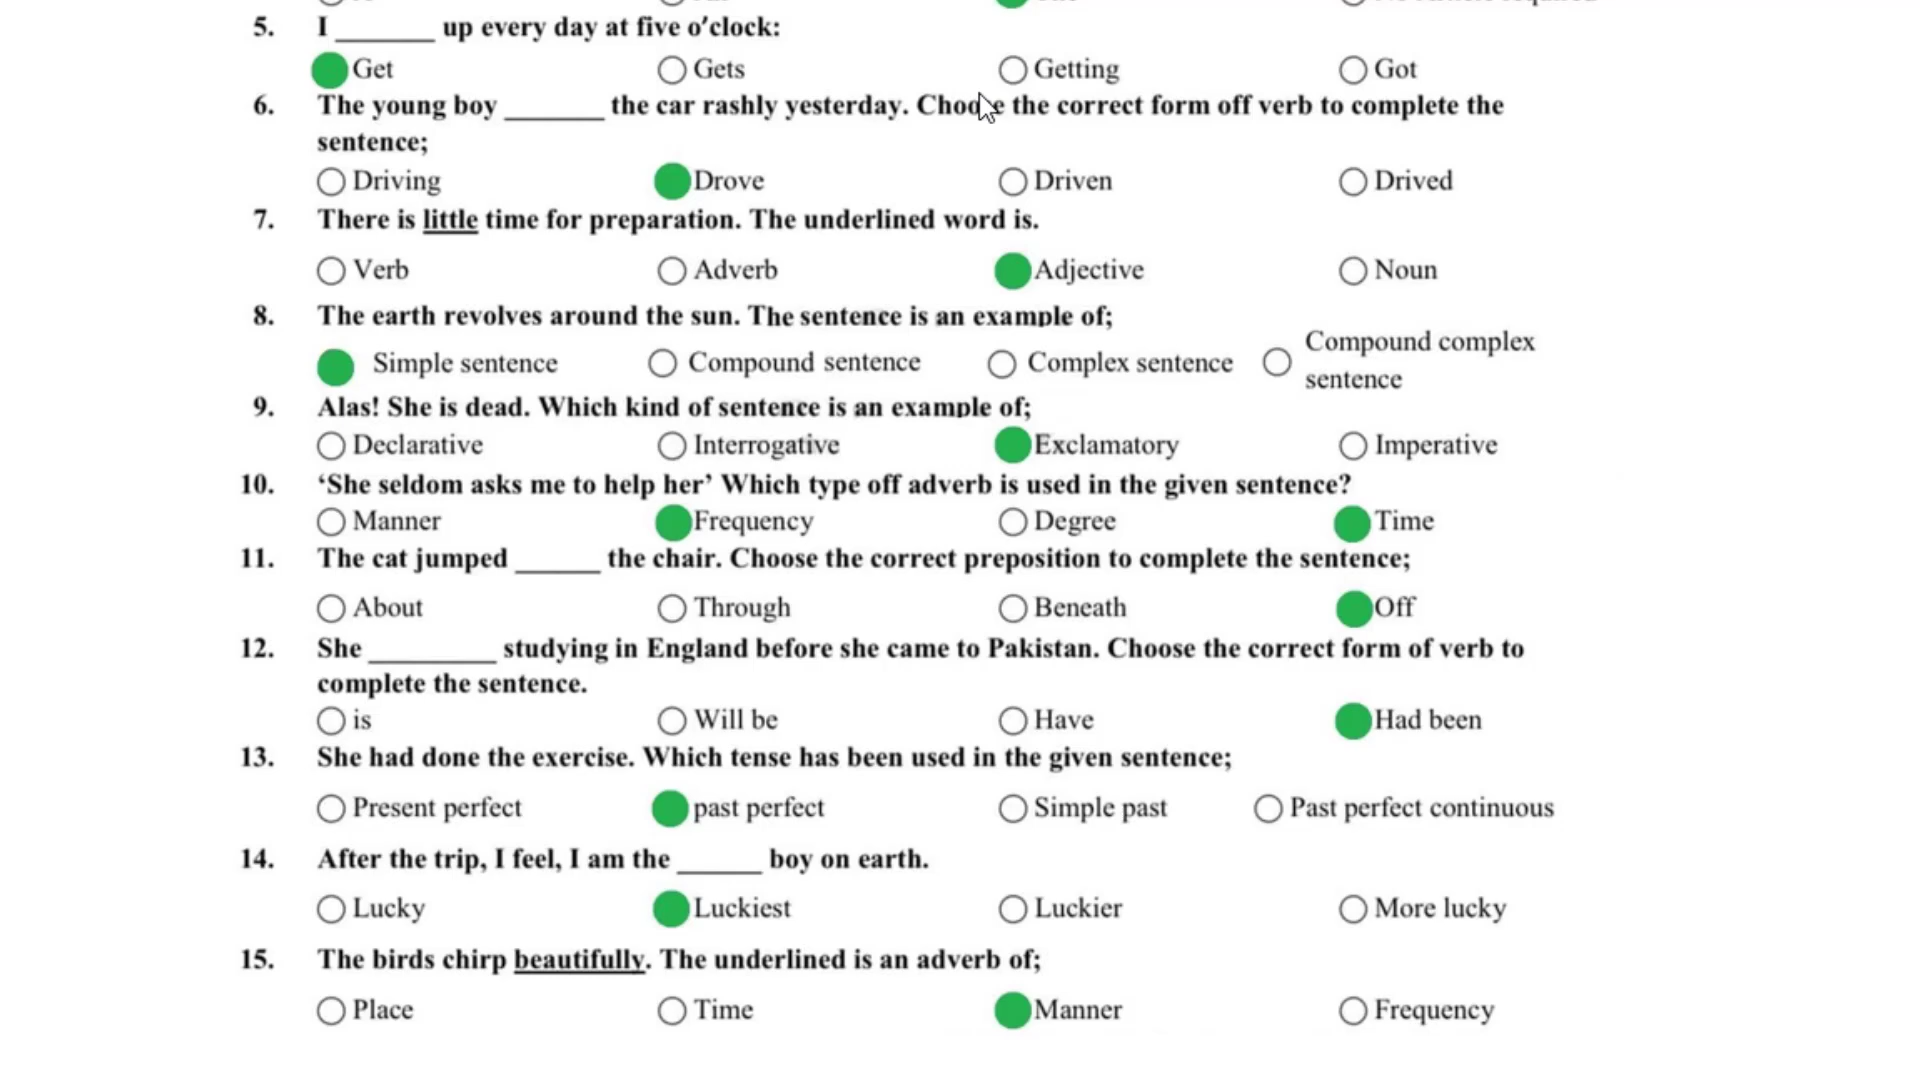 5. I _______ up every day at five o'clock:
Get Gets Getting Got
6. The young boy _______ the car rashly yesterday. Choose the correct form off verb to complete the
sentence;
Driving Drove Driven Drived
7. There is little time for preparation. The underlined word is.
Verb Adverb Adjective Noun
8. The earth revolves around the sun. The sentence is an example of;
Simple sentence Compound sentence Complex sentence Compound complex
sentence
9. Alas! She is dead. Which kind of sentence is an example of;
Declarative Interrogative Exclamatory Imperative
10. ‘She seldom asks me to help her’ Which type off adverb is used in the given sentence?
Manner Frequency Degree Time
11. The cat jumped ______ the chair. Choose the correct preposition to complete the sentence;
About Through Beneath Off
12. She _________ studying in England before she came to Pakistan. Choose the correct form of verb to
complete the sentence.
is Will be Have Had been
13. She had done the exercise. Which tense has been used in the given sentence;
Present perfect past perfect Simple past Past perfect continuous
14. After the trip, I feel, I am the ______ boy on earth.
Lucky Luckiest Luckier More lucky
15. The birds chirp beautifully. The underlined is an adverb of;
Place Time Manner Frequency